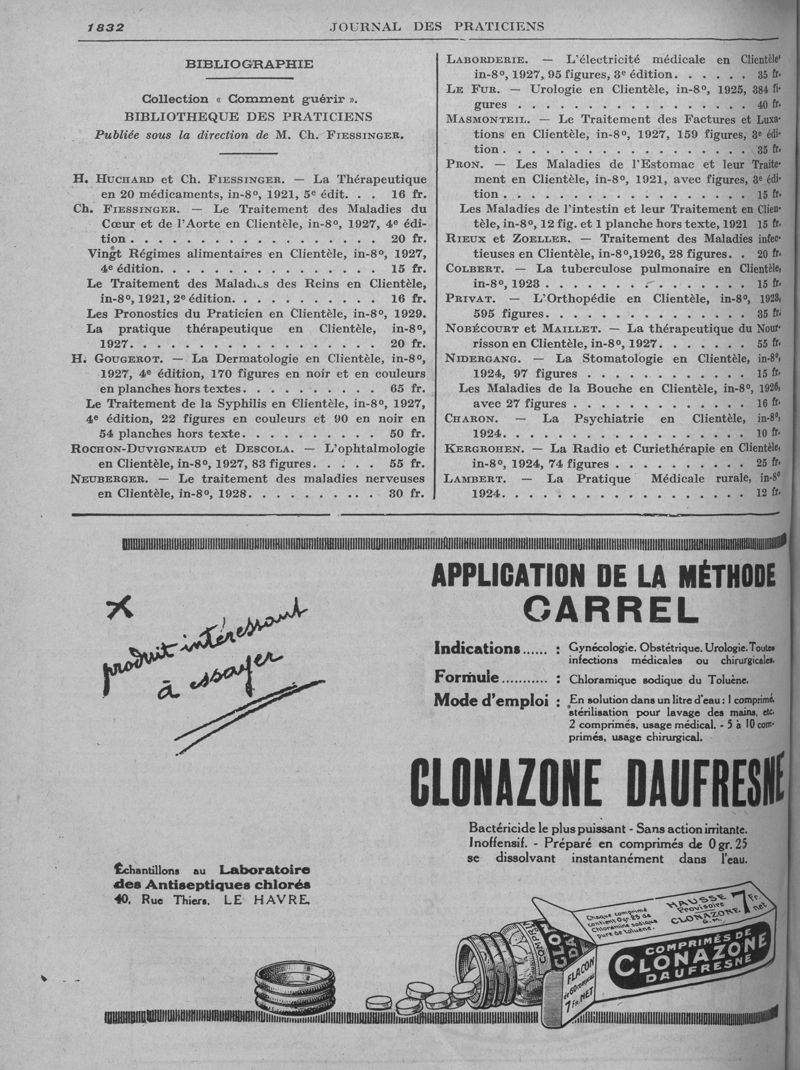 1832
JOURNAL DES PRATICIENS
BIBLIOGRAPHIE
Collection « Comment guérir ».
BIBLIOTHEQUE DES PRATICIENS
Publiée sous la direction de M. Ch. FIESSINGER.
H. HUCHARD et Ch. FIESSINGER. — La Thérapeutique
en 20 médicaments, in-8°, 1921, 5e édit. . . 16 fr.
Ch. FIESSINGER. — Le Traitement des Maladies du
Cœur et de l'Aorte en Clientèle, in-8°, 1927, 4e édi-
tion . . . . . . . . . . . . . . . . . . 20 fr.
Vingt Régimes alimentaires en Clientèle, in-8°, 1927,
4e édition. . . . . . . . . . . . . . . . 15 fr.
Le Traitement des Maladies des Reins en Clientèle,
in-8°, 1921, 2e édition. . . . . . . . . . . 16 fr.
Les Pronostics du Praticien en Clientèle, in-8°, 1929.
La pratique thérapeutique en Clientèle, in-8°,
1927. . . . . . . . . . . . . . . . . . 20 fr.
H. GOUGEROT. — La Dermatologie en Clientèle, in-8°,
1927, 4e édition, 170 figures en noir et en couleurs
en planches hors textes. . . . . . . . . . 65 fr.
Le Traitement de la Syphilis en Clientèle, in-8°, 1927,
4e édition, 22 figures en couleurs et 90 en noir en
54 planches hors texte. . . . . . . . . . 50 fr.
ROCHON-DUVIGNEAUD et DESCOLA. — L'ophtalmologie
en Clientèle, in-8°, 1927, 83 figures. . . . . 55 fr.
NEUBERGER. — Le traitement des maladies nerveuses
en Clientèle, in-8°, 1928. . . . . . . . . . 30 fr.
LABORDERIE. — L'électricité médicale en Clientèle,
in-8°, 1927, 95 figures, 3e édition. . . . . . 35 fr.
LE FUR. — Urologie en Clientèle, in-8°, 1925, 384 fi-
gures . . . . . . . . . . . . . . . . . 40 fr.
MASMONTEIL. — Le Traitement des Factures et Luxa-
tions en Clientèle, in-8°, 1927, 159 figures, 3e édi-
tion . . . . . . . . . . . . . . . . . . 35 fr.
PRON. — Les Maladies de l'Estomac et leur Traite-
ment en Clientèle, in-8°, 1921, avec figures, 3e édi-
tion . . . . . . . . . . . . . . . . . . 15 fr.
Les Maladies de l'intestin et leur Traitement en Clien-
tèle, in-8°, 12 fig. et 1 planche hors texte, 1921 15 fr.
RIEUX et ZOELLER. — Traitement des Maladies infec-
tieuses en Clientèle, in-8°,1926, 28 figures. . 20 fr.
COLBERT. — La tuberculose pulmonaire en Clientèle,
in-8°, 1923 . . . . . . . . . . . . . . . 15 fr.
PRIVAT. — L'Orthopédie en Clientèle, in-8°, 1923,
595 figures. . . . . . . . . . . . . . . 35 fr.
NOBÉCOURT et MAILLET. — La thérapeutique du Nour-
risson en Clientèle, in-8°, 1927 . . . . . . . 55 fr.
NIDERGANG. — La Stomatologie en Clientèle, in-8°,
1924, 97 figures . . . . . . . . . . . . 15 fr.
Les Maladies de la Bouche en Clientèle, in-8°, 1926,
avec 27 figures . . . . . . . . . . . . . 16 fr.
CHARON. — La Psychiatrie en Clientèle, in-8°,
1924. . . . . . . . . . . . . . . . . . 10 fr.
KERGROHEN. — La Radio et Curiethérapie en Clientèle,
in-8°, 1924, 74 figures . . . . . . . . . . 25 fr.
LAMBERT. — La Pratique Médicale rurale, in-8°
1924. . . . . . . . . . . . . . . . . . 12 fr.
produit intéressant
à essayer
APPLICATION DE LA MÉTHODE
CARREL
Indications...... : Gynécologie. Obstétrique. Urologie. Toutes
infections médicales ou chirurgicales.
Formule........... : Chloramique sodique du Toluène.
Mode d'emploi : En solution dans un litre d'eau : 1 comprimé,
stérilisation pour lavage des mains, etc.
2 comprimés, usage médical. - 5 à 10 com-
primés, usage chirurgical.
CLONAZONE DAUFRESNE
Bactéricide le plus puissant - Sans action irritante.
Inoffensif. - Préparé en comprimés de 0 gr. 25
se dissolvant instantanément dans l'eau.
Échantillons au Laboratoire
des Antiseptiques chlorés
40, Rue Thiers, LE HAVRE,
Chaque comprimé
contient 0gr.25 de
Chloramine sodique
pure de toluène.
HAUSSE
Provisoire
CLONAZONE.
7 Fr.
net
COMPRIMÉS DE
CLONAZONE
DAUFRESNE
FLACON
de 60 comprimés
7 Fr. NET